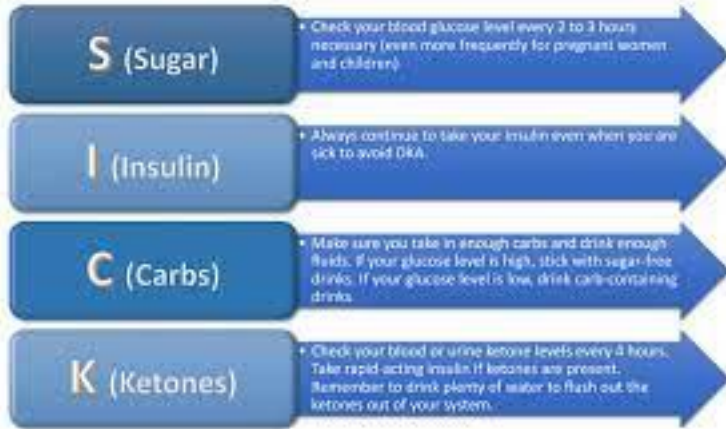 S (Sugar)
• Check your blood glucose level every 2 to 3 hours
necessary (even more frequently for pregnant women
and children)
I (Insulin)
• Always continue to take your insulin even when you are
sick to avoid DKA.
C (Carbs)
• Make sure you take in enough carbs and drink enough
fluids. If your glucose level is high, stick with sugar-free
drinks. If your glucose level is low, drink carb-containing
drinks.
K (Ketones)
• Check your blood or urine ketone levels every 4 hours.
Take rapid-acting insulin if ketones are present.
Remember to drink plenty of water to flush out the
ketones out of your system.